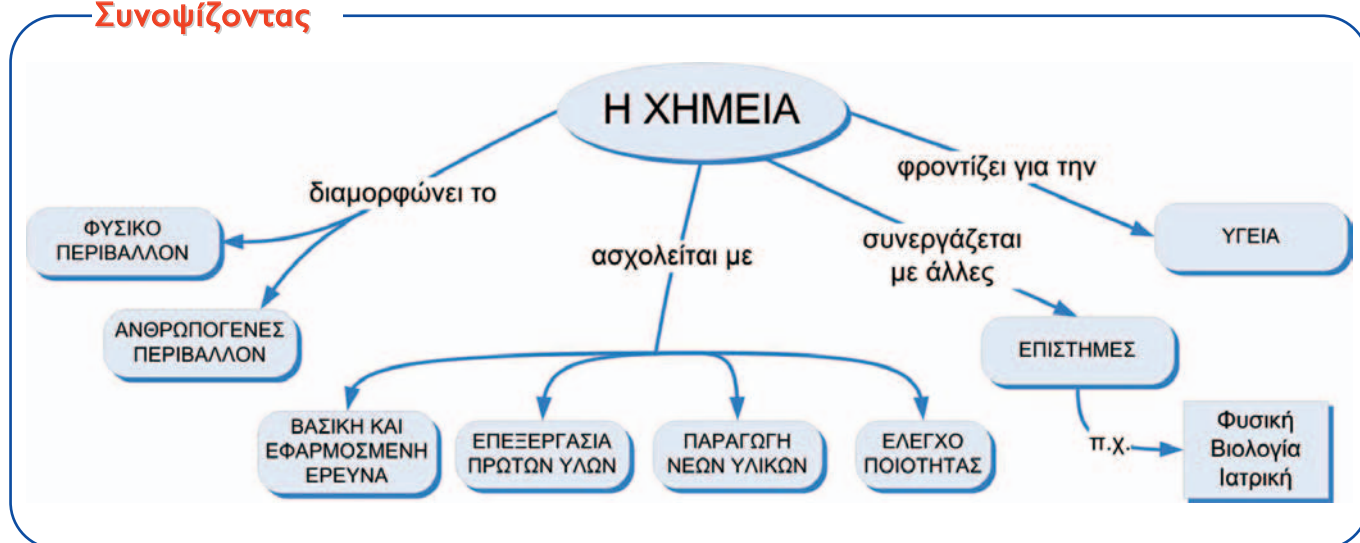 Συνοψίζοντας
Η ΧΗΜΕΙΑ
διαμορφώνει το
ΦΥΣΙΚΟ
ΠΕΡΙΒΑΛΛΟΝ
ΑΝΘΡΩΠΟΓΕΝΕΣ
ΠΕΡΙΒΑΛΛΟΝ
ασχολείται με
ΒΑΣΙΚΗ ΚΑΙ
ΕΦΑΡΜΟΣΜΕΝΗ
ΕΡΕΥΝΑ
ΕΠΕΞΕΡΓΑΣΙΑ
ΠΡΩΤΩΝ ΥΛΩΝ
ΠΑΡΑΓΩΓΗ
ΝΕΩΝ ΥΛΙΚΩΝ
ΕΛΕΓΧΟ
ΠΟΙΟΤΗΤΑΣ
συνεργάζεται
με άλλες
ΕΠΙΣΤΗΜΕΣ
π.χ.
Φυσική
Βιολογία
Ιατρική
φροντίζει για την
ΥΓΕΙΑ